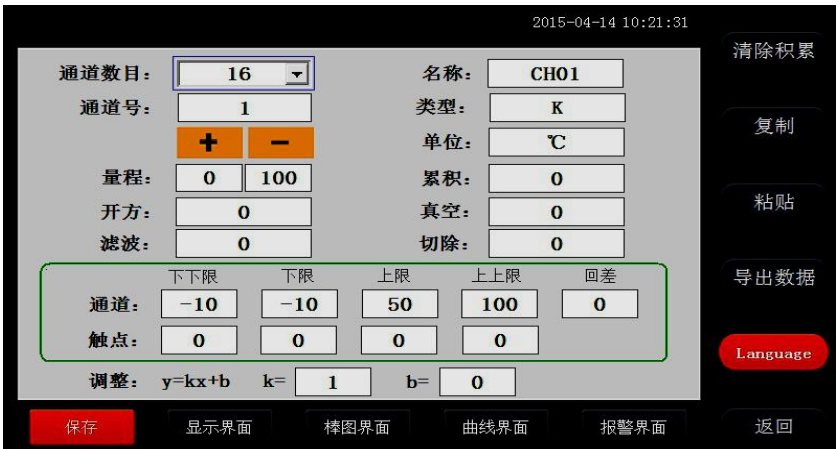 2015-04-14 10:21:31
清除积累
通道数目： 16 名称： CH01
通道号： 1 类型： K
复制
+ − 单位： ℃
量程： 0 100 累积： 0
粘贴
开方： 0 真空： 0
滤波： 0 切除： 0
下下限 下限 上限 上上限 回差
导出数据
通道： −10 −10 50 100 0
触点： 0 0 0 0
Language
调整： y=kx+b k= 1 b= 0
保存 显示界面 棒图界面 曲线界面 报警界面 返回